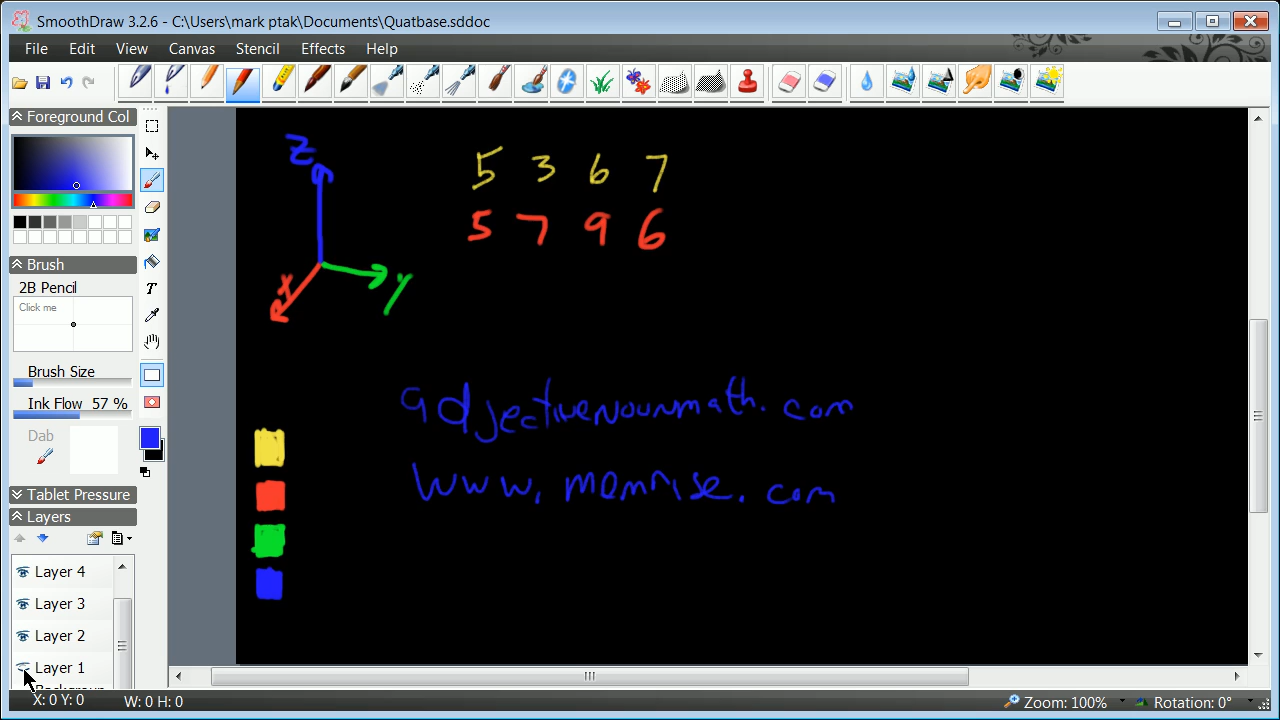 SmoothDraw 3.2.6 - C:\Users\mark ptak\Documents\Quatbase.sddoc
File Edit View Canvas Stencil Effects Help
Foreground Col
Brush
2B Pencil
Click me
Brush Size
Ink Flow 57 %
Dab
Tablet Pressure
Layers
Layer 4
Layer 3
Layer 2
Layer 1
Backgroun
T
z
x
y
5 3 6 7
5 7 9 6
adjectivenounmath.com
www.memrise.com
X: 0 Y: 0 W: 0 H: 0 Zoom: 100% Rotation: 0°